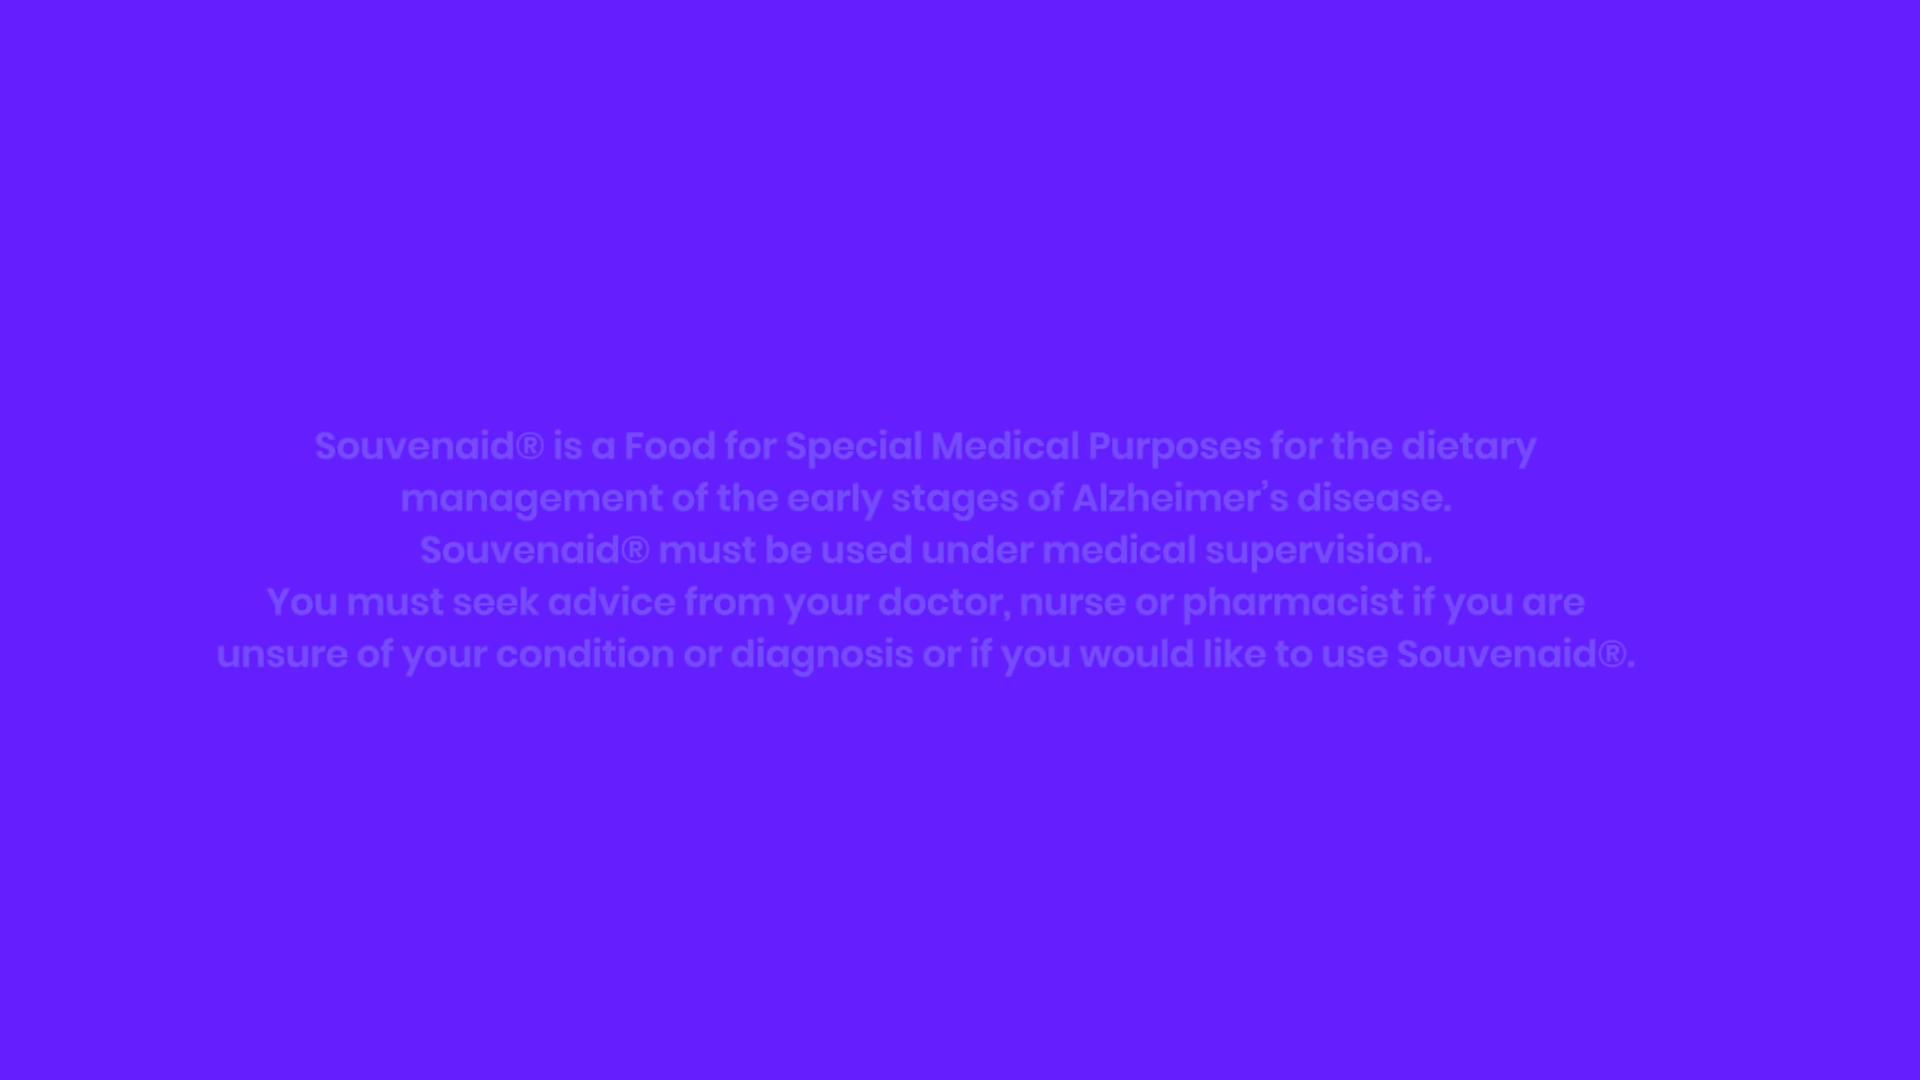 Souvenaid® is a Food for Special Medical Purposes for the dietary
management of the early stages of Alzheimer’s disease.
Souvenaid® must be used under medical supervision.
You must seek advice from your doctor, nurse or pharmacist if you are
unsure of your condition or diagnosis or if you would like to use Souvenaid®.